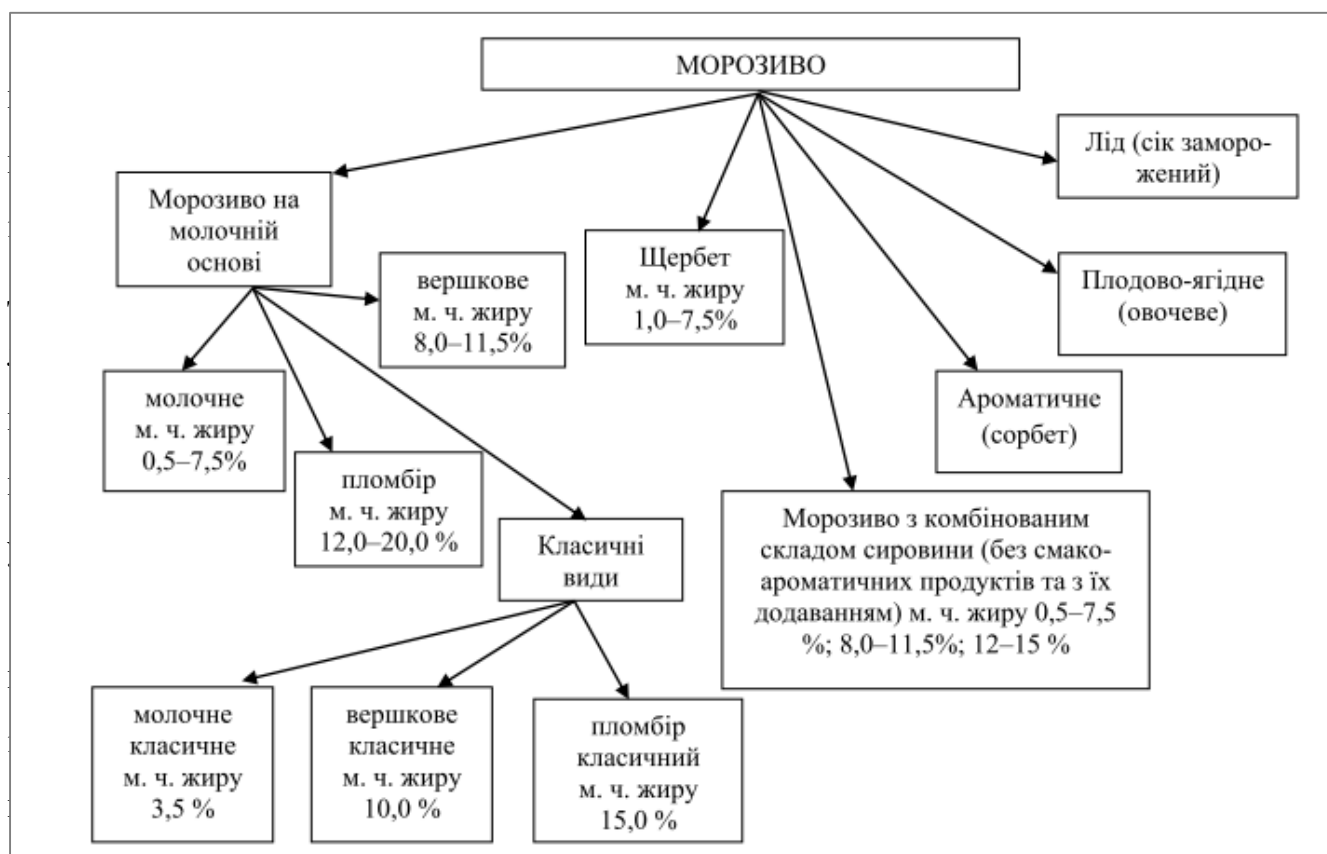 МОРОЗИВО
Лід (сік заморо-
жений)
Морозиво на
молочній
основі
Щербет
м. ч. жиру
1,0–7,5%
вершкове
м. ч. жиру
8,0–11,5%
Плодово-ягідне
(овочеве)
молочне
м. ч. жиру
0,5–7,5%
Ароматичне
(сорбет)
пломбір
м. ч. жиру
12,0–20,0 %
Класичні
види
Морозиво з комбінованим
складом сировини (без смако-
ароматичних продуктів та з їх
додаванням) м. ч. жиру 0,5–7,5
%; 8,0–11,5%; 12–15 %
молочне
класичне
м. ч. жиру
3,5 %
вершкове
класичне
м. ч. жиру
10,0 %
пломбір
класичний
м. ч. жиру
15,0 %